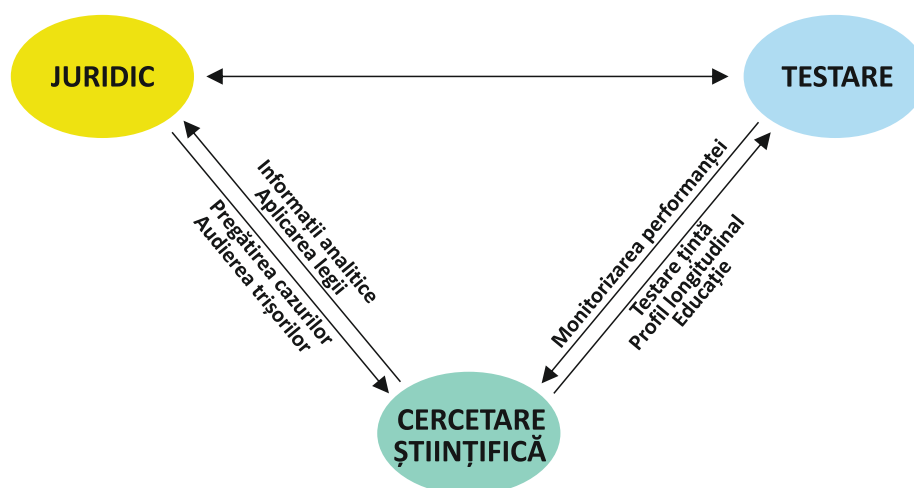 JURIDIC
TESTARE
Informații analitice
Aplicarea legii
Pregătirea cazurilor
Audierea trișorilor
Monitorizarea performanței
Testare țintă
Profil longitudinal
Educație
CERCETARE
ȘTIINȚIFICĂ